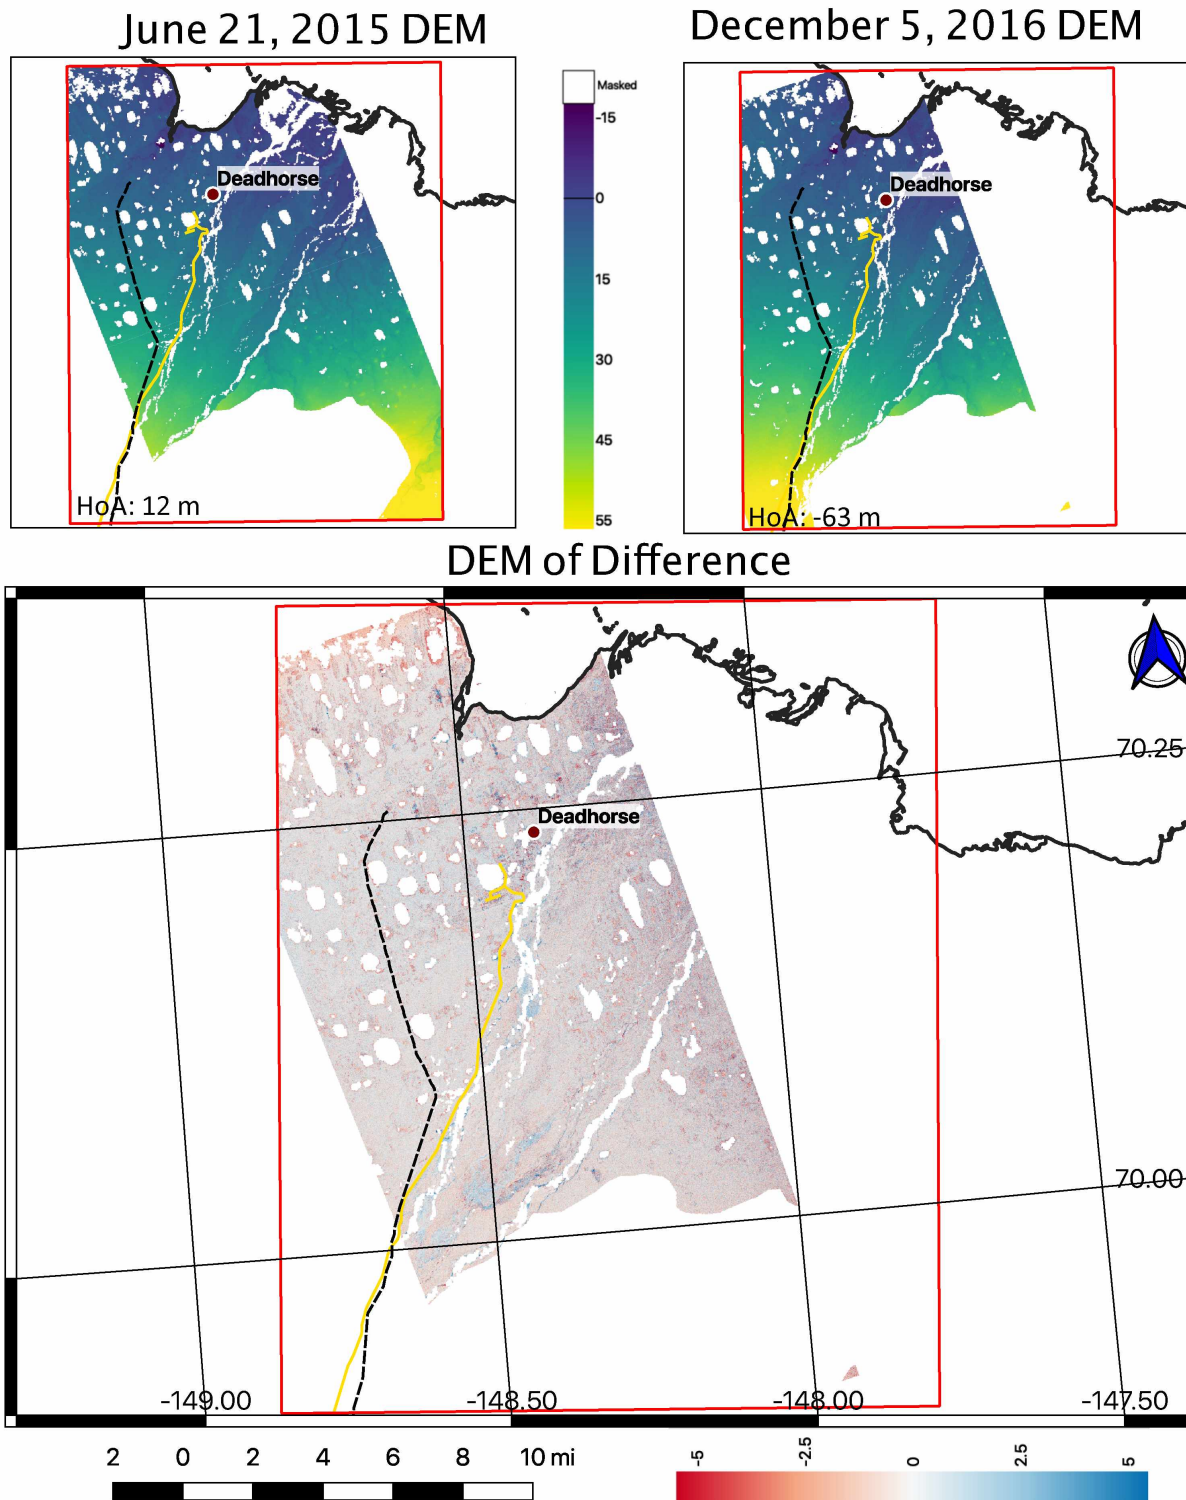 June 21, 2015 DEM
December 5, 2016 DEM
Masked
-15
0
15
30
45
55
Deadhorse
HoA: 12 m
Deadhorse
HoA: -63 m
DEM of Difference
70.25
Deadhorse
70.00
-149.00
-148.50
-148.00
-147.50
2 0 2 4 6 8 10 mi
-5
-2.5
0
2.5
5